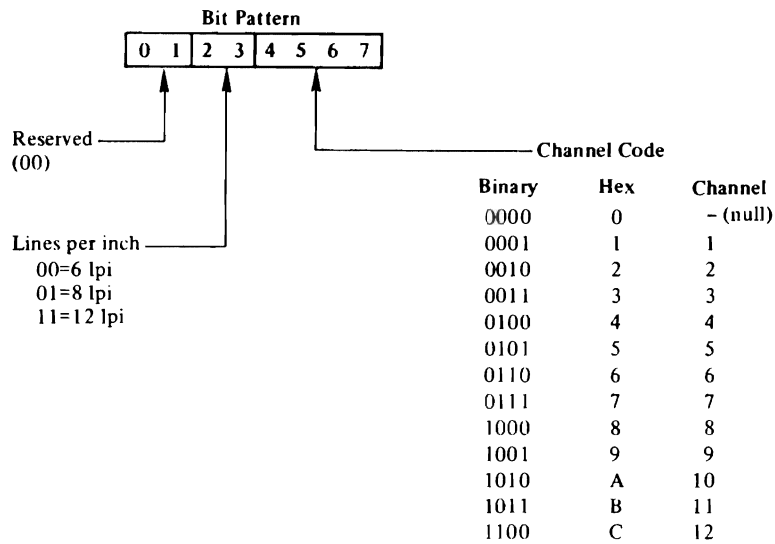 Bit Pattern
0 1 2 3 4 5 6 7
Reserved
(00)
Channel Code
Lines per inch
00=6 lpi
01=8 lpi
11=12 lpi
Binary Hex Channel
0000 0 – (null)
0001 1 1
0010 2 2
0011 3 3
0100 4 4
0101 5 5
0110 6 6
0111 7 7
1000 8 8
1001 9 9
1010 A 10
1011 B 11
1100 C 12